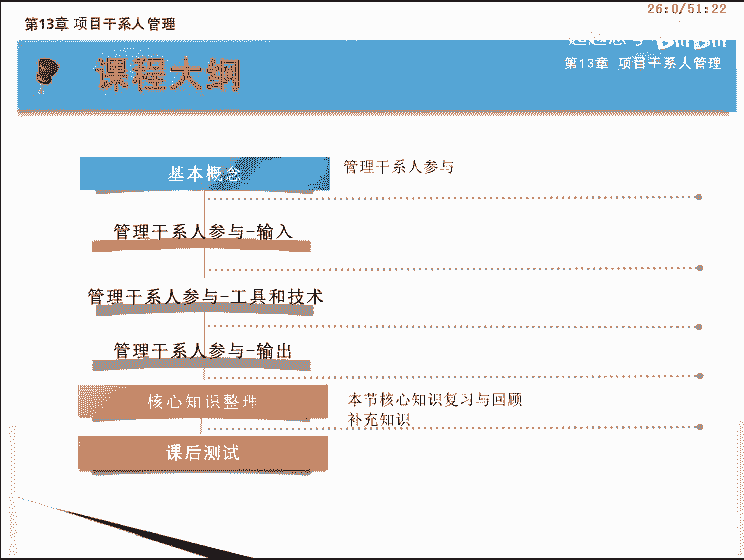 26:0/51:22
第13章 项目干系人管理
课程大纲
第13章 项目干系人管理
基本概念
管理干系人参与
管理干系人参与-输入
管理干系人参与-工具和技术
管理干系人参与-输出
核心知识整理
本节核心知识复习与回顾
补充知识
课后测试